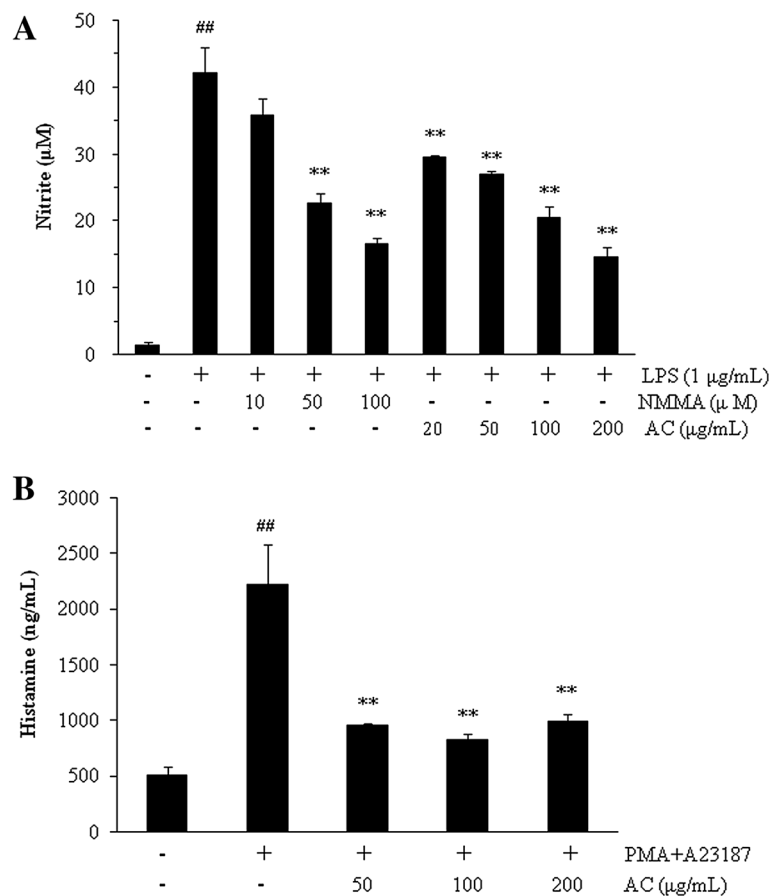 A
##
50
40
30
20
10
0
Nitrite (μM)
** ** ** ** ** **
- + + + + + + + + LPS (1 μg/mL)
- - 10 50 100 - - - - NMMA (μ M)
- - - - - 20 50 100 200 AC (μg/mL)
B
##
3000
2500
2000
1500
1000
500
0
Histamine (ng/mL)
** ** **
- + + + + PMA+A23187
- - 50 100 200 AC (μg/mL)